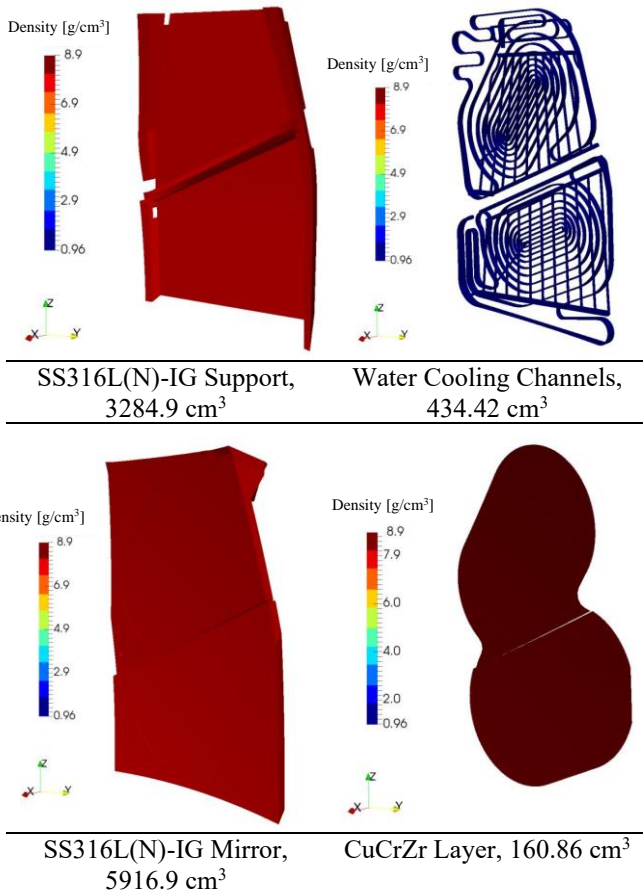 Density [g/cm³]
8.9
6.9
4.9
2.9
0.96
Z
X
Y
Density [g/cm³]
8.9
6.9
4.9
2.9
0.96
Z
X
Y
SS316L(N)-IG Support,
3284.9 cm³
Water Cooling Channels,
434.42 cm³
ensity [g/cm³]
8.9
6.9
4.9
2.9
0.96
Z
X
Y
Density [g/cm³]
8.9
7.9
6.0
4.0
2.0
0.96
Z
X
Y
SS316L(N)-IG Mirror,
5916.9 cm³
CuCrZr Layer, 160.86 cm³